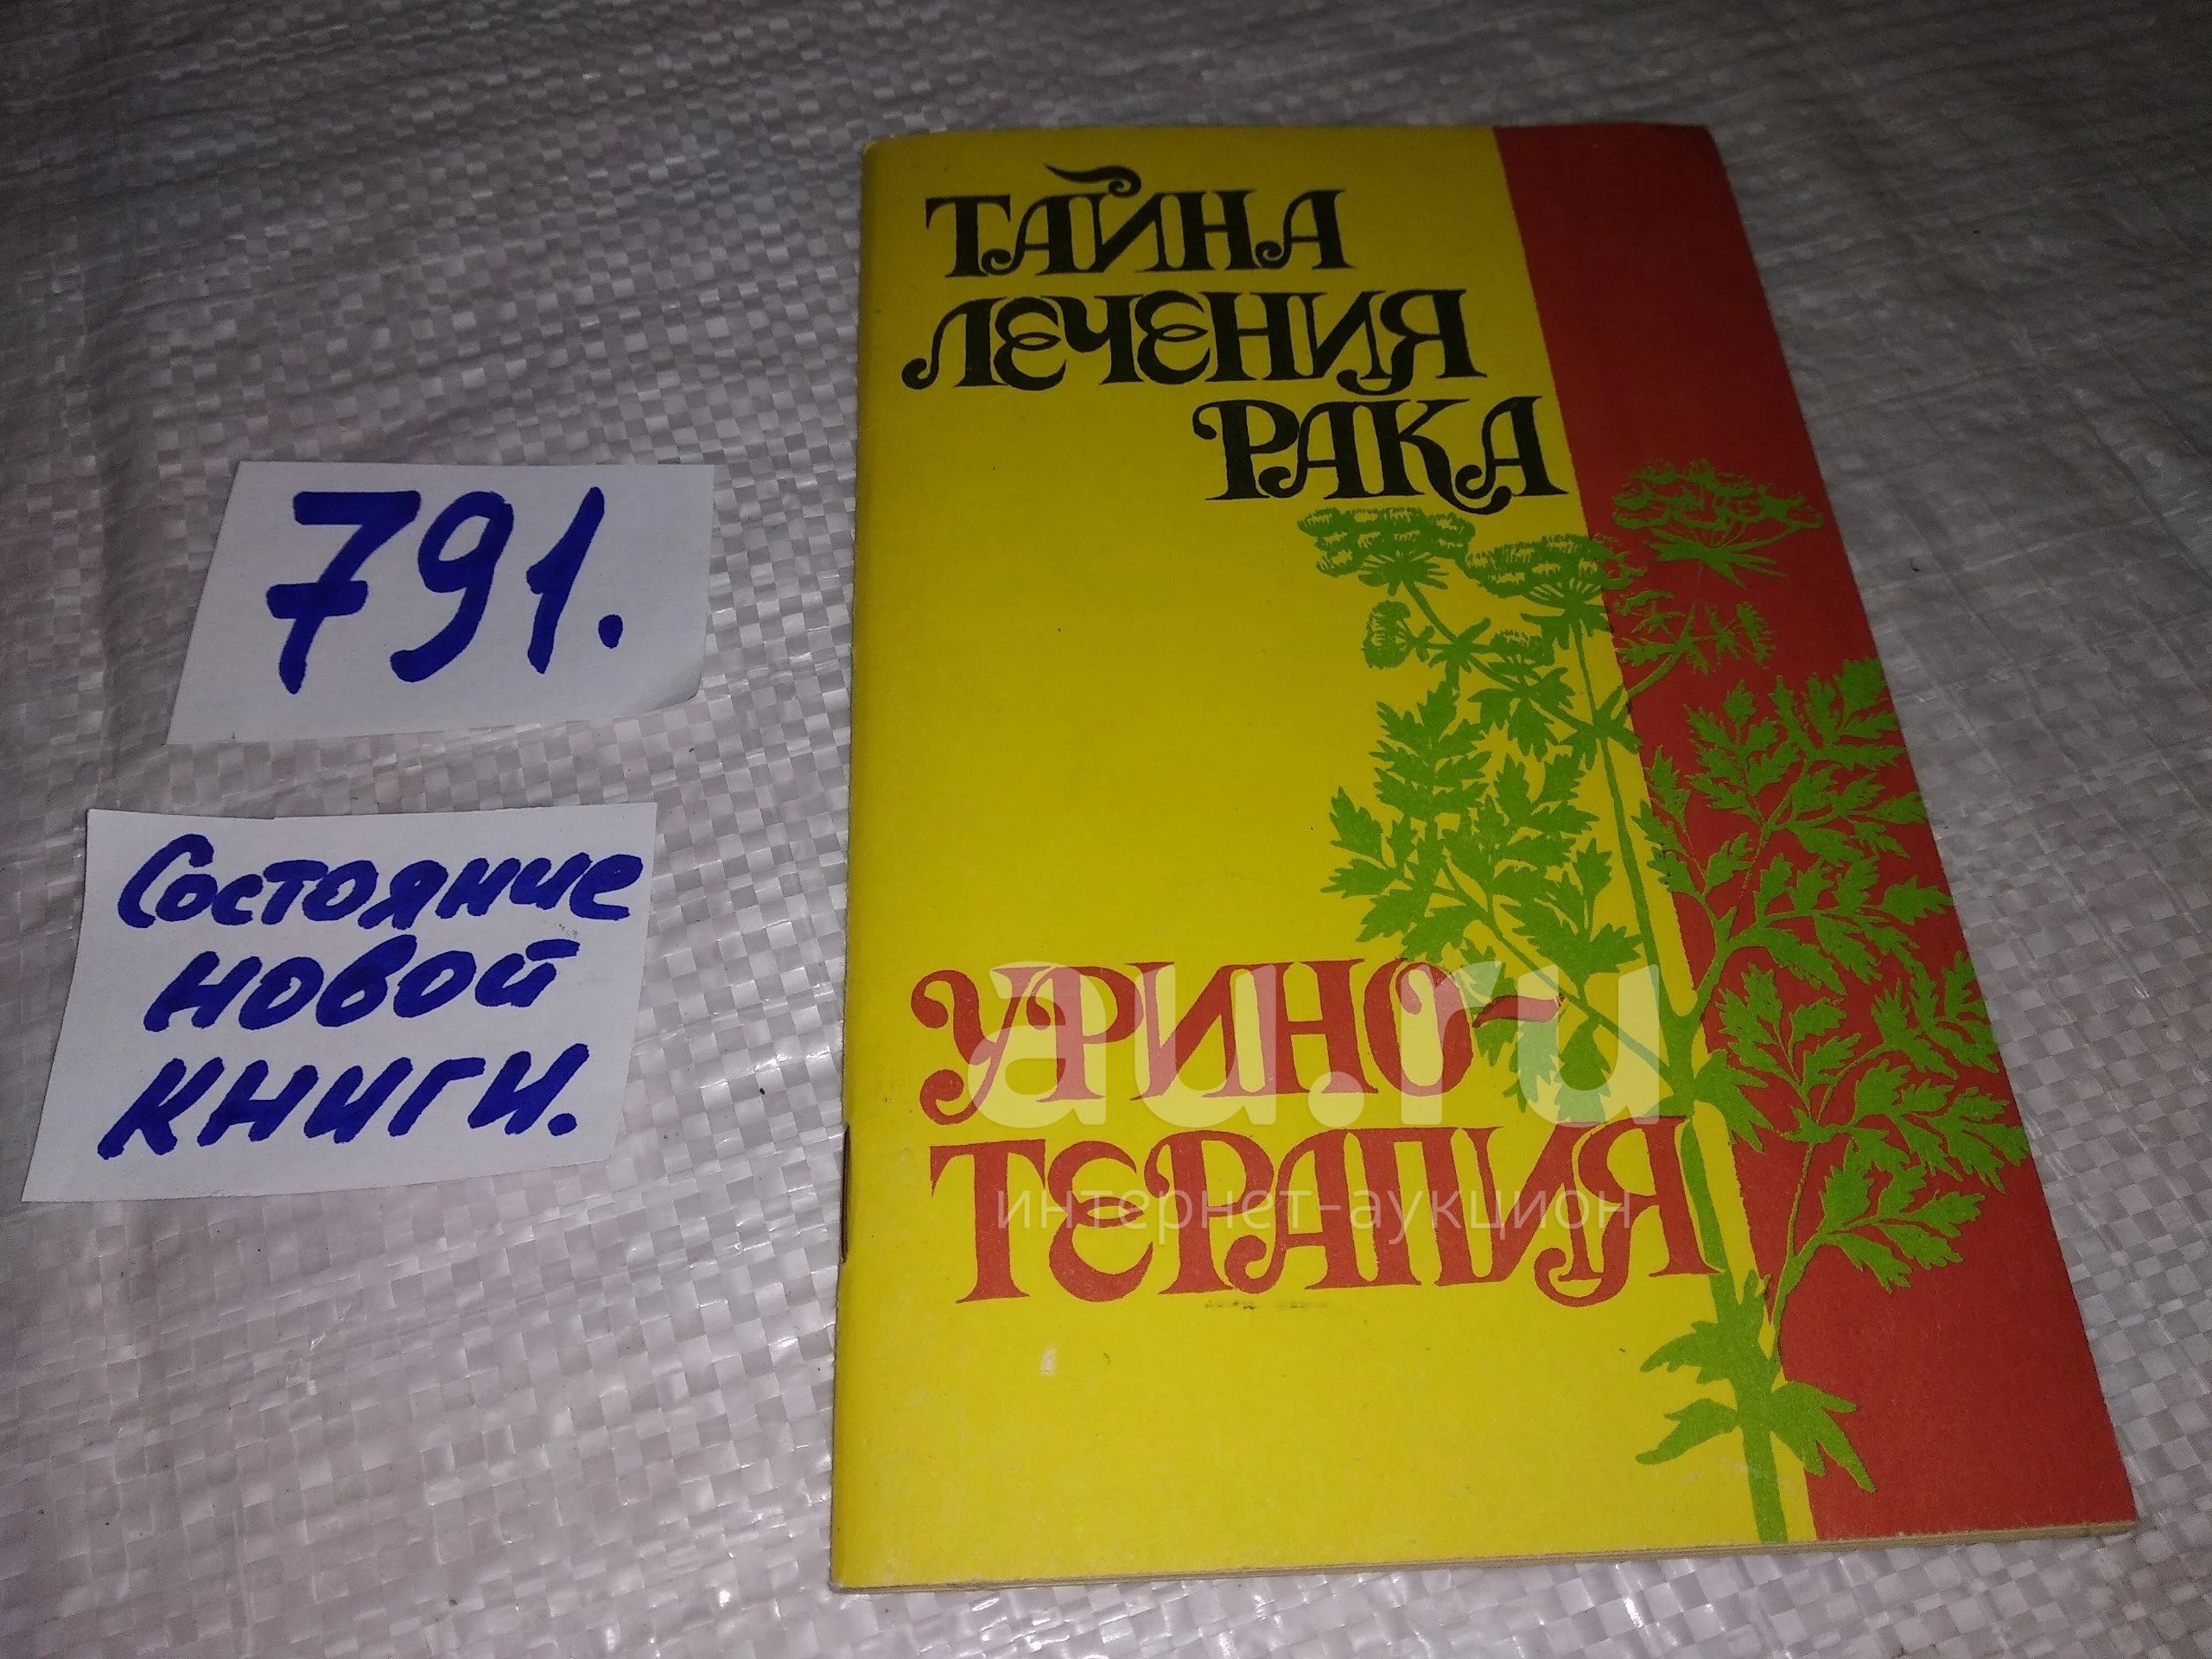 791.
Состояние
новой
книги.
ТАЙНА
ЛЕЧЕНИЯ
РАКА
УРИНО-
ТЕРАПИЯ
au.ru
интернет-аукцион